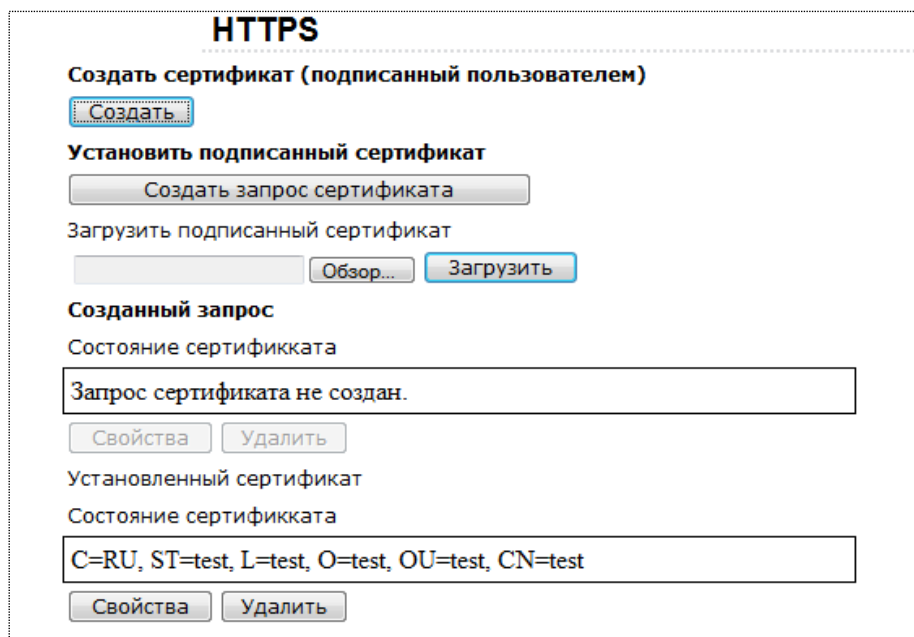 HTTPS
Создать сертификат (подписанный пользователем)
Создать
Установить подписанный сертификат
Создать запрос сертификата
Загрузить подписанный сертификат
Обзор... Загрузить
Созданный запрос
Состояние сертификката
Запрос сертификата не создан.
Свойства Удалить
Установленный сертификат
Состояние сертификката
C=RU, ST=test, L=test, O=test, OU=test, CN=test
Свойства Удалить